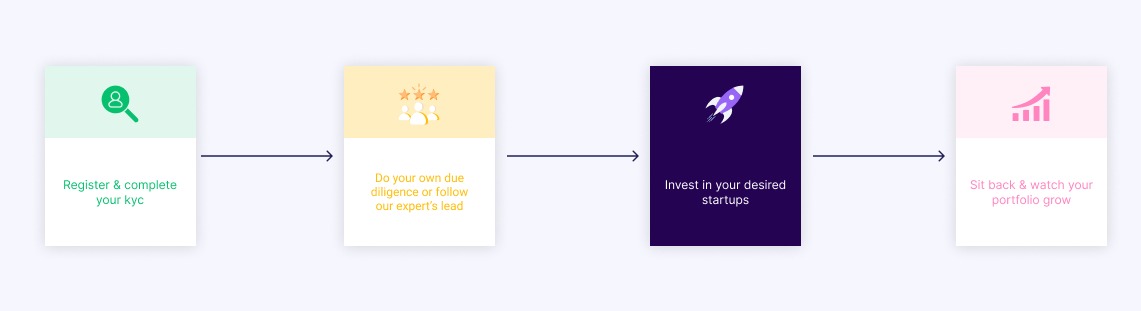 Register & complete
your kyc
Do your own due
diligence or follow
our expert's lead
Invest in your desired
startups
Sit back & watch your
portfolio grow